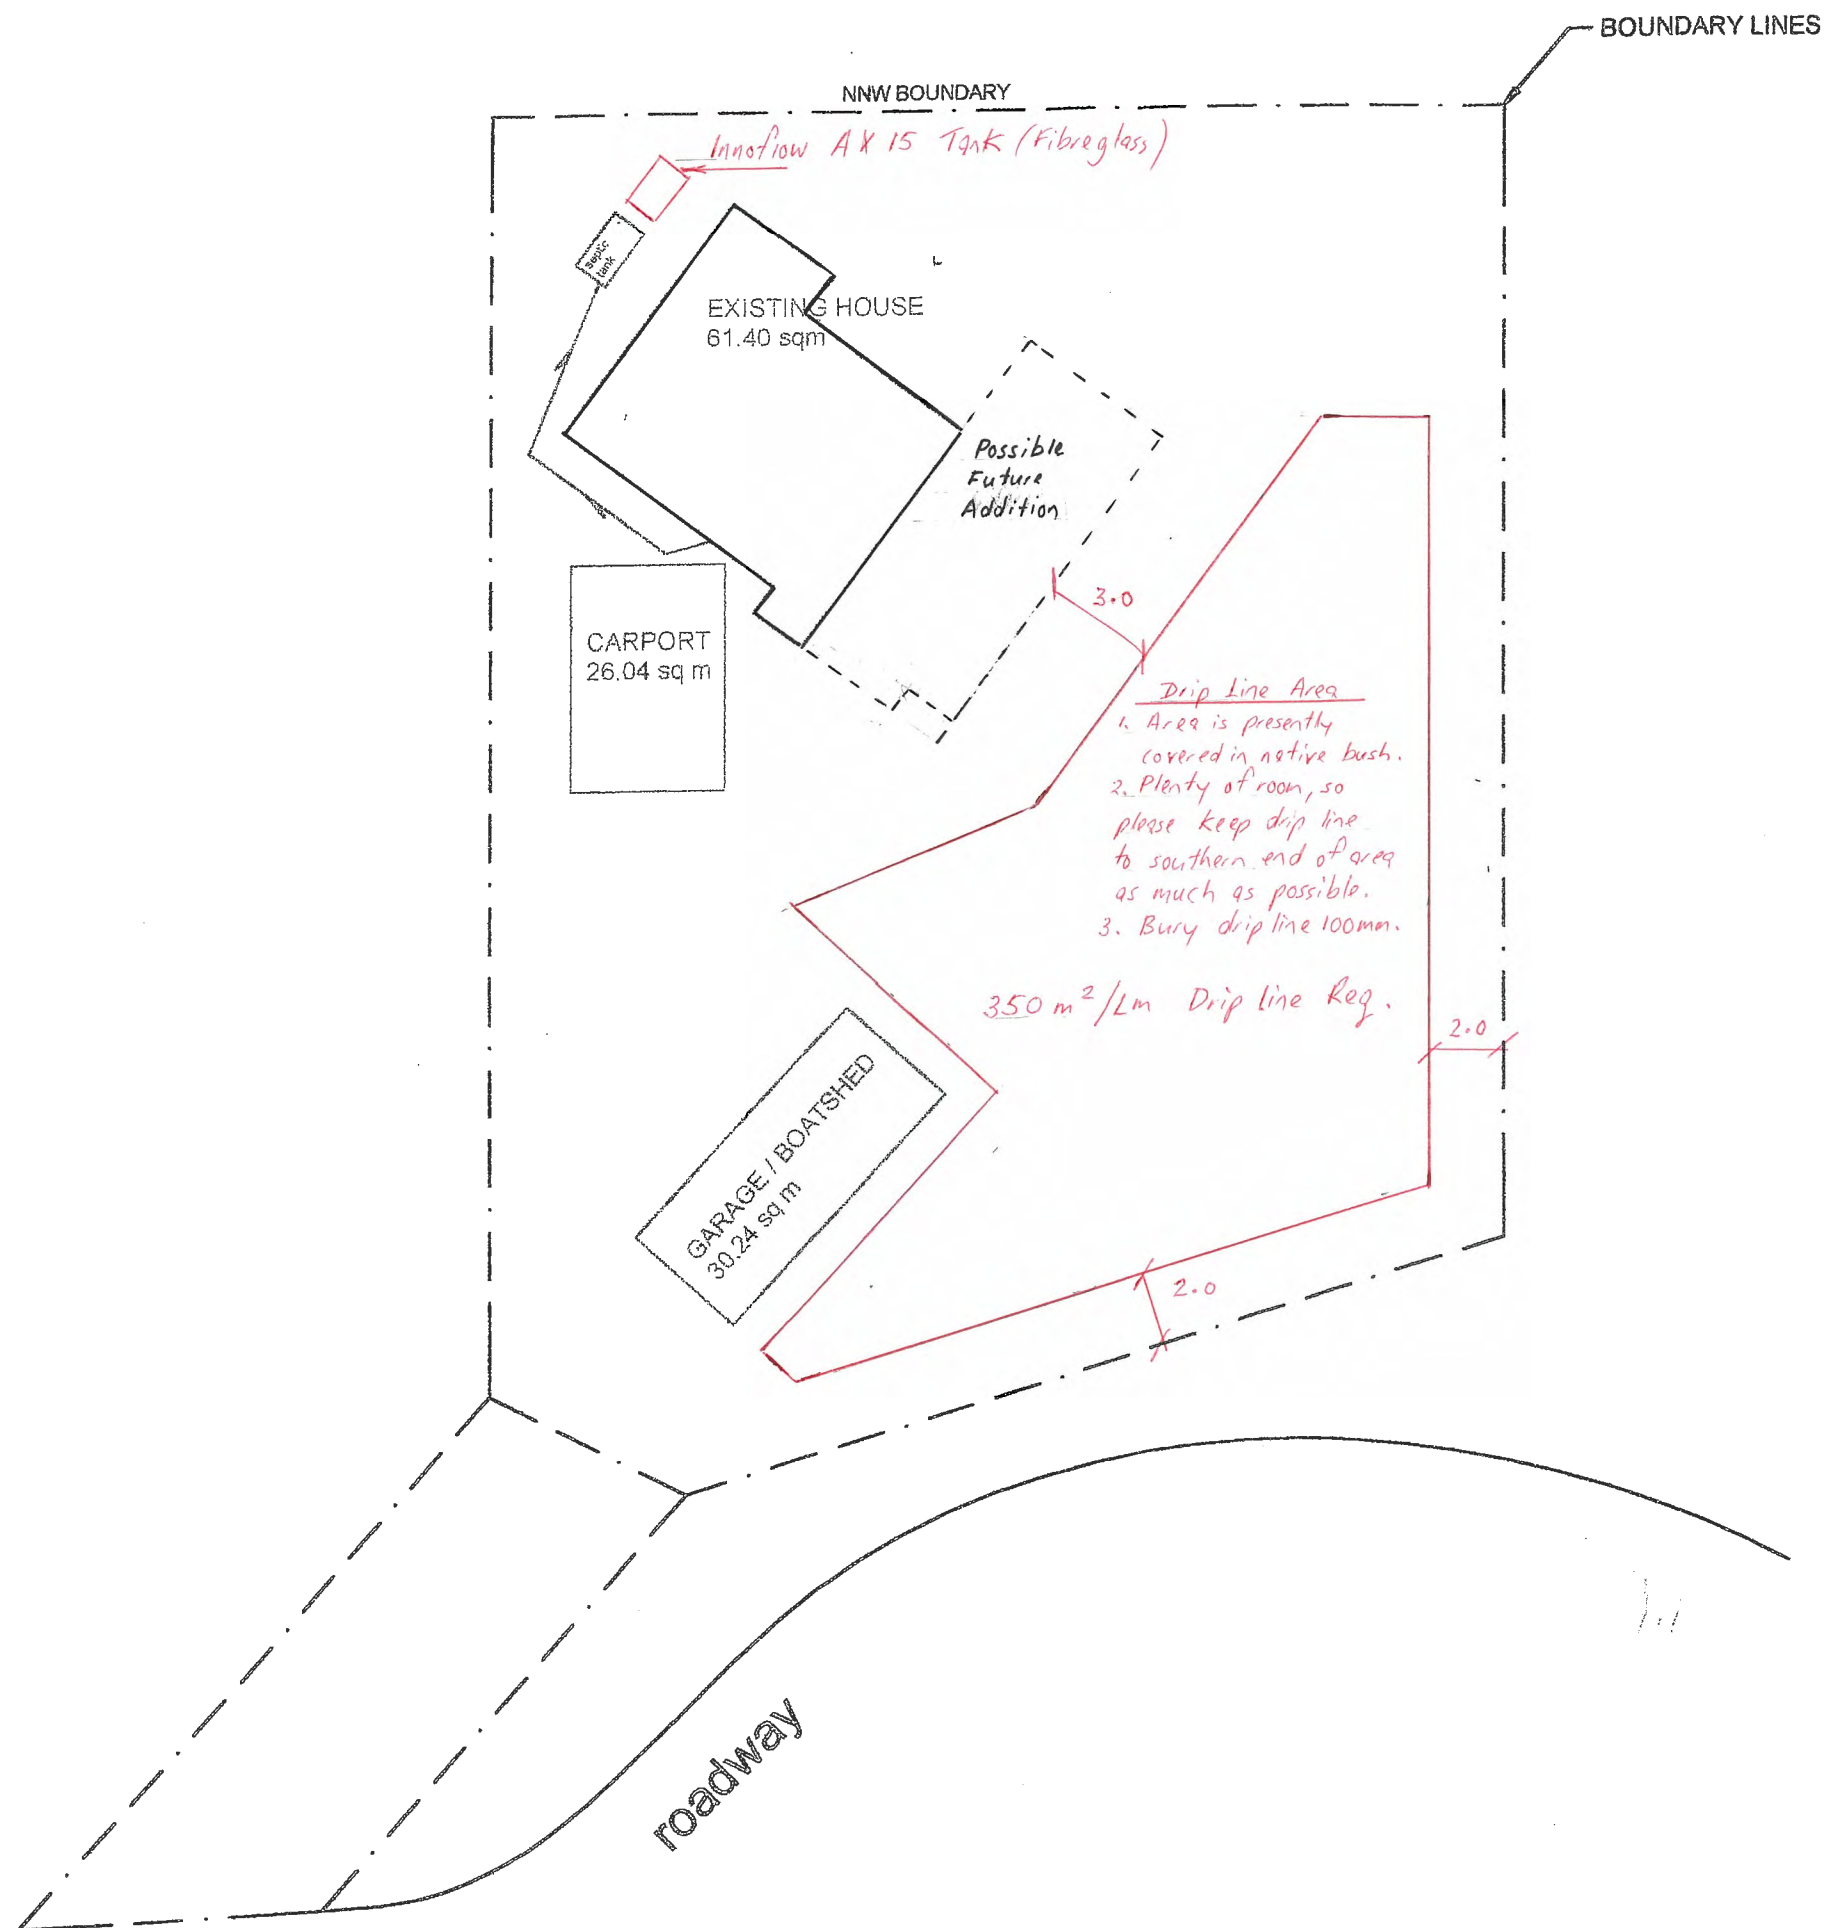 BOUNDARY LINES
NNW BOUNDARY
Innoflow AX 15 Tank (Fibreglass)
septic
tank
EXISTING HOUSE
61.40 sqm
Possible
Future
Addition
3.0
CARPORT
26.04 sq m
Drip Line Area
1. Area is presently
covered in native bush.
2. Plenty of room, so
please keep drip line
to southern end of area
as much as possible.
3. Bury drip line 100mm.
350 m²/Lm Drip line Req.
2.0
GARAGE / BOATSHED
30.24 sq m
2.0
roadway